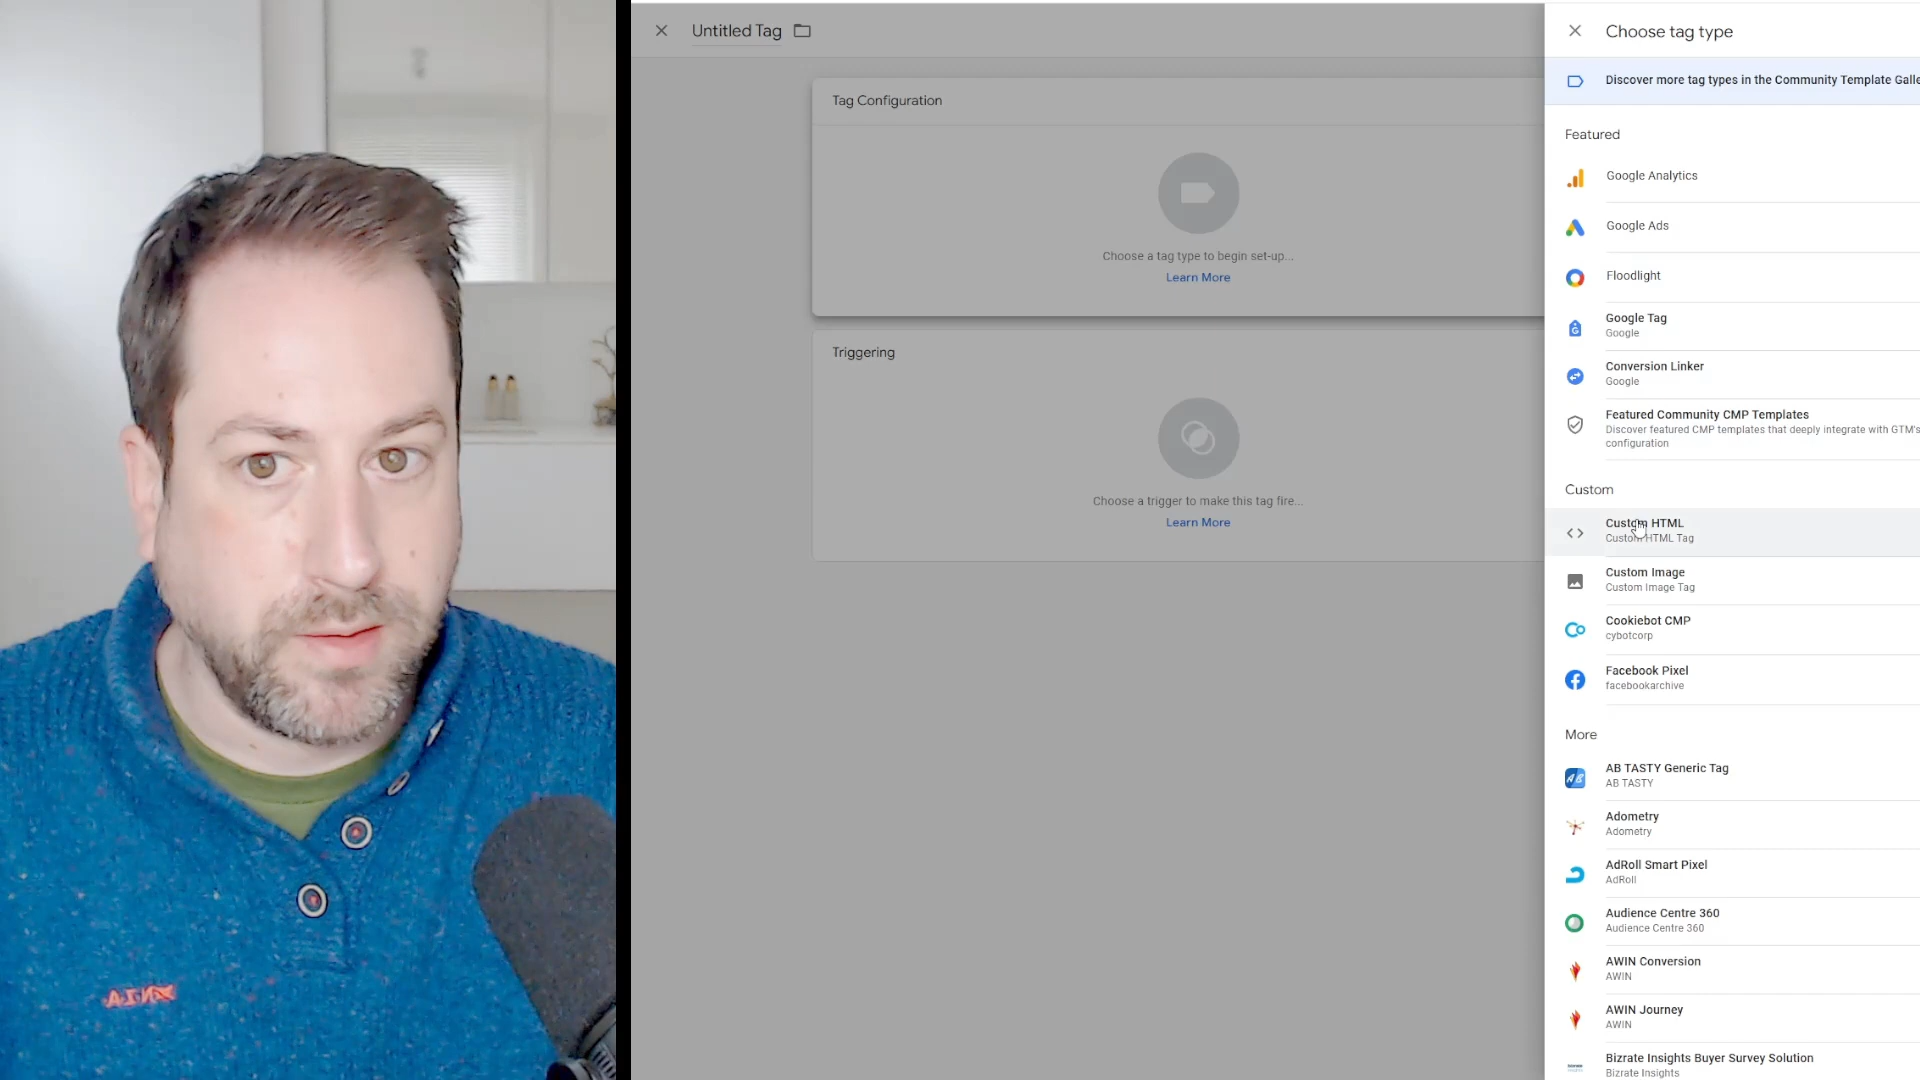 Untitled Tag
Choose tag type
Discover more tag types in the Community Template Galle
Tag Configuration
Choose a tag type to begin set-up...
Learn More
Triggering
Choose a trigger to make this tag fire...
Learn More
Featured
Google Analytics
Google Ads
Floodlight
Google Tag
Google
Conversion Linker
Google
Featured Community CMP Templates
Discover featured CMP templates that deeply integrate with GTM's
configuration
Custom
Custom HTML
Custom HTML Tag
Custom Image
Custom Image Tag
Cookiebot CMP
cybotcorp
Facebook Pixel
facebookarchive
More
AB TASTY Generic Tag
AB TASTY
Adometry
Adometry
AdRoll Smart Pixel
AdRoll
Audience Centre 360
Audience Centre 360
AWIN Conversion
AWIN
AWIN Journey
AWIN
Bizrate Insights Buyer Survey Solution
Bizrate Insights